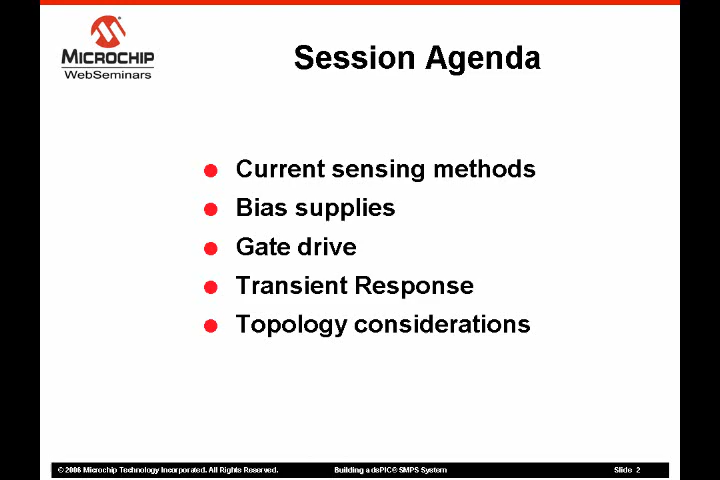 MICROCHIP
WebSeminars
Session Agenda
Current sensing methods
Bias supplies
Gate drive
Transient Response
Topology considerations
© 2006 Microchip Technology Incorporated. All Rights Reserved. Building a dsPIC® SMPS System Slide 2